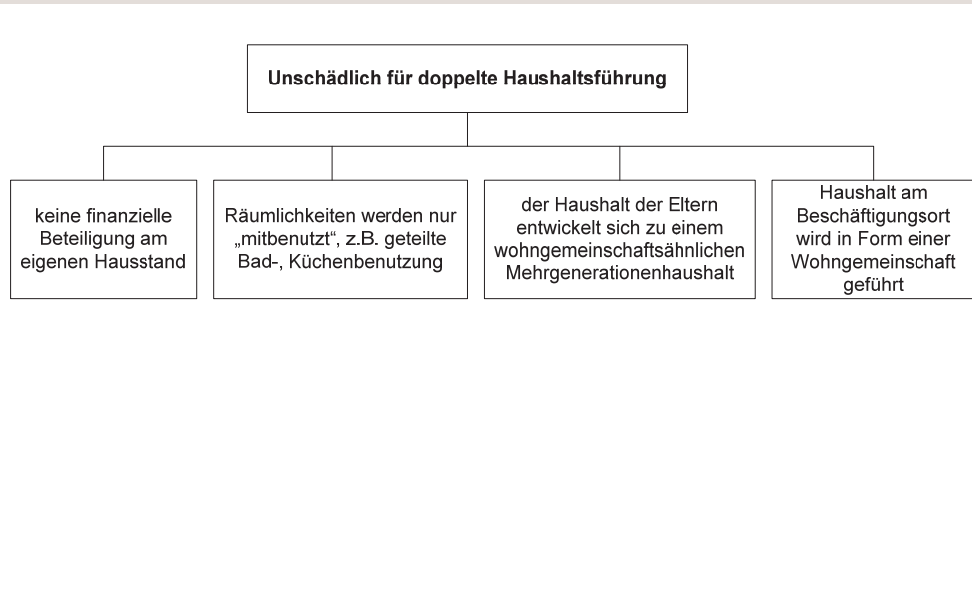 Unschädlich für doppelte Haushaltsführung
keine finanzielle
Beteiligung am
eigenen Hausstand
Räumlichkeiten werden nur
„mitbenutzt“, z.B. geteilte
Bad-, Küchenbenutzung
der Haushalt der Eltern
entwickelt sich zu einem
wohngemeinschaftsähnlichen
Mehrgenerationenhaushalt
Haushalt am
Beschäftigungsort
wird in Form einer
Wohngemeinschaft
geführt